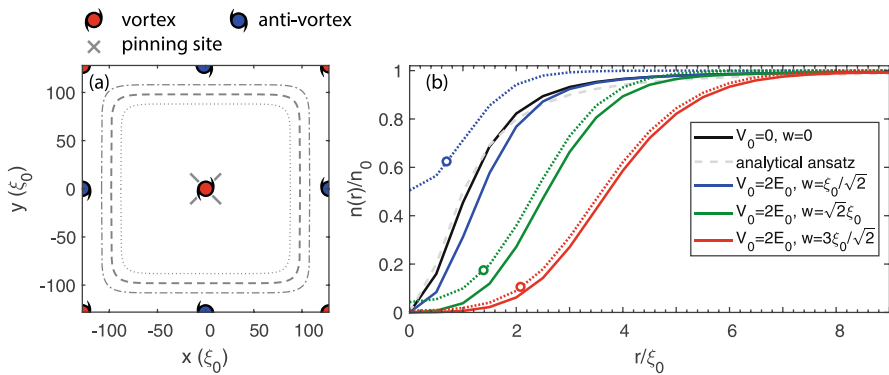 vortex anti-vortex
pinning site
(a)
100
50
0
-50
-100
y (ξ₀)
-100 -50 0 50 100
x (ξ₀)
(b)
1
0.8
0.6
0.4
0.2
0
n(r)/n₀
0 2 4 6 8
r/ξ₀
V₀=0, w=0
analytical ansatz
V₀=2E₀, w=ξ₀/√2
V₀=2E₀, w=√2ξ₀
V₀=2E₀, w=3ξ₀/√2